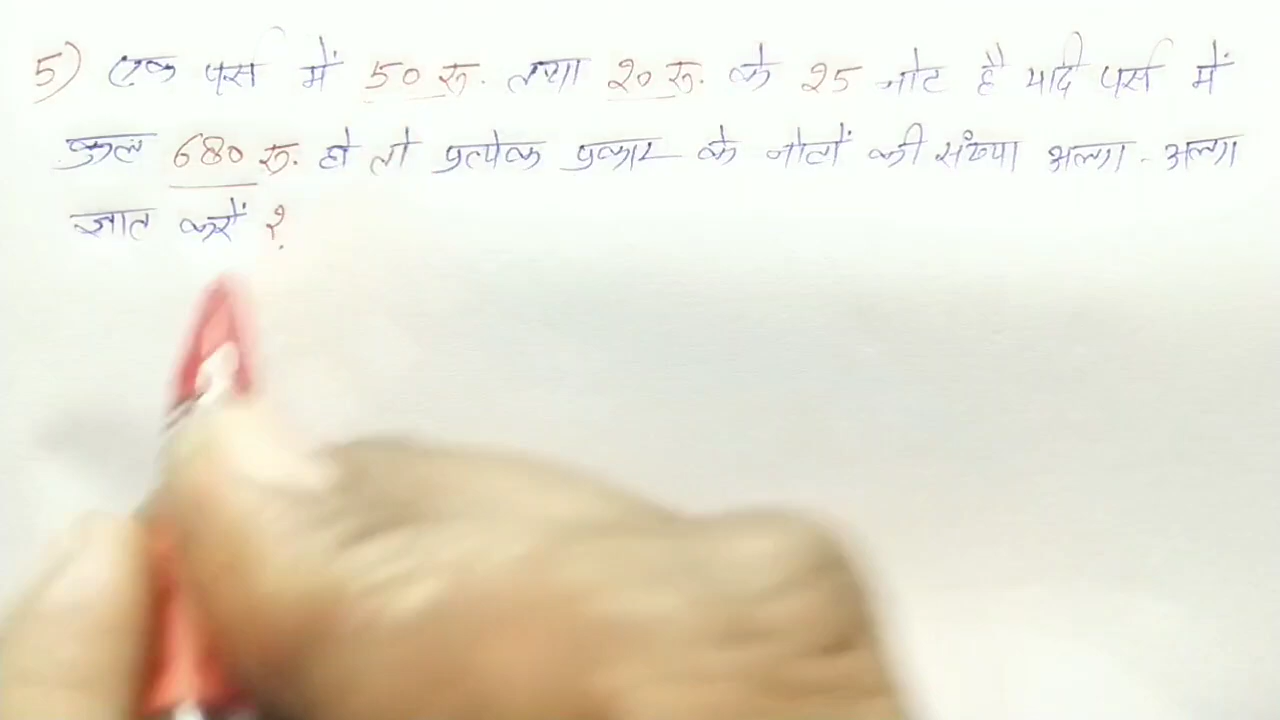 5) एक पर्स में 50 रु. तथा 20 रु. के 25 नोट है यदि पर्स में
कुल 680 रु. हो तो प्रत्येक प्रकार के नोटों की संख्या अलग - अलग
ज्ञात करें ?